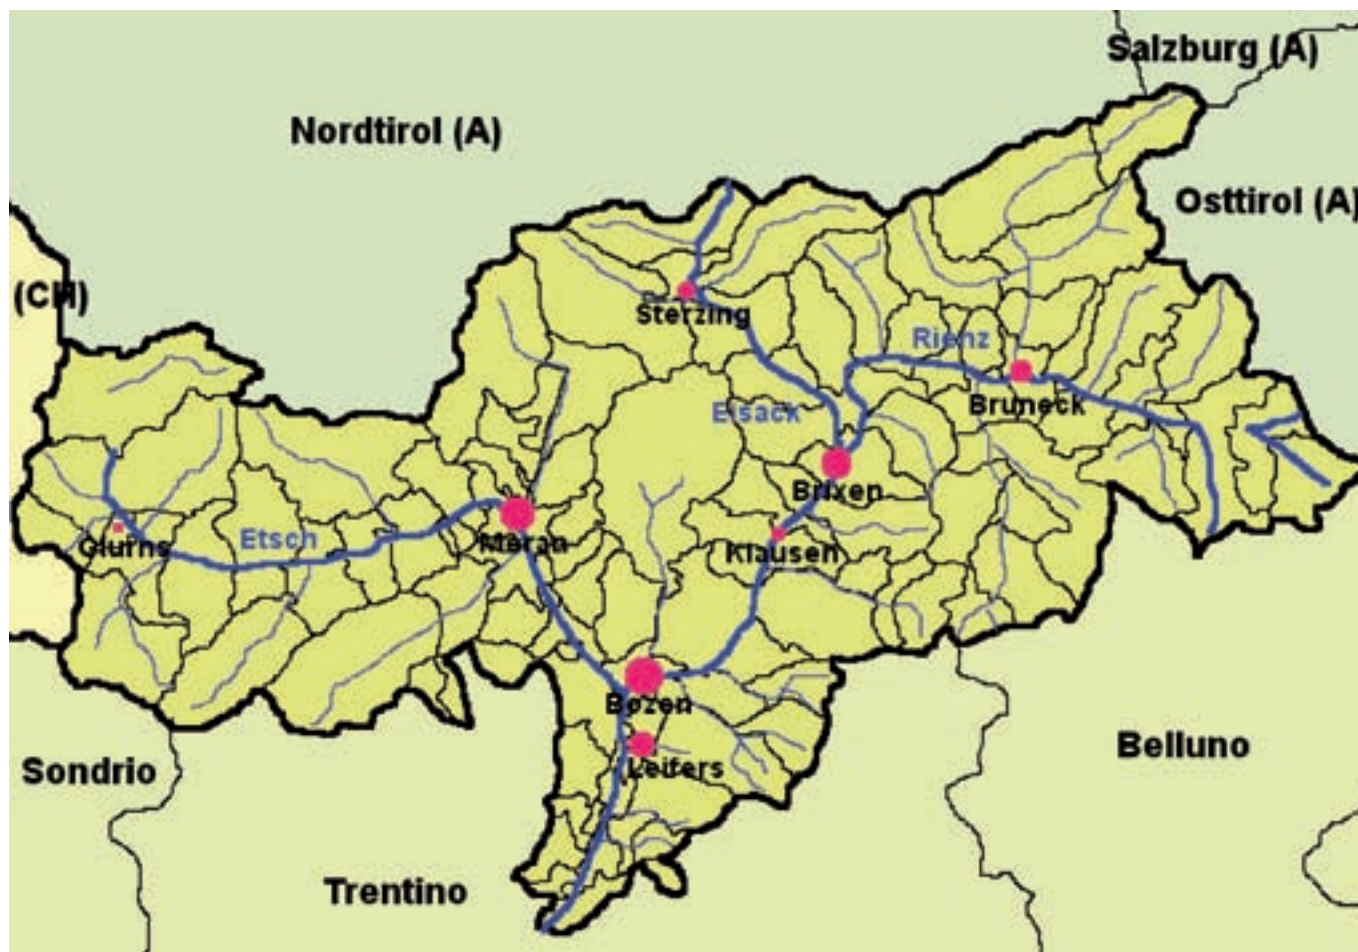 Salzburg (A)
Nordtirol (A)
Osttirol (A)
(CH)
Sterzing
Rienz
Bruneck
Eisack
Brixen
Etsch
Glurns
Meran
Klausen
Bozen
Leifers
Sondrio
Belluno
Trentino